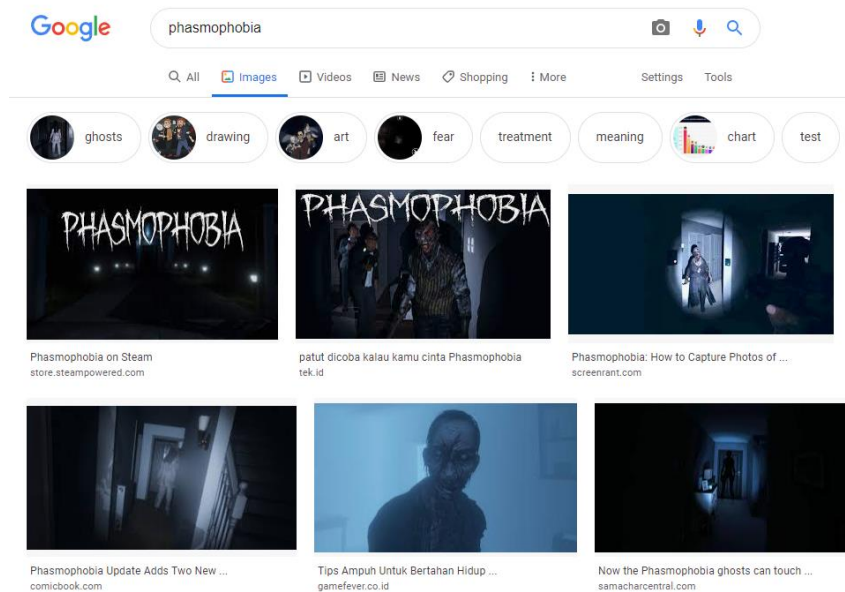 Google
phasmophobia
All Images Videos News Shopping More Settings Tools
ghosts drawing art fear treatment meaning chart test
PHASMOPHOBIA
PHASMOPHOBIA
Phasmophobia on Steam
store.steampowered.com
patut dicoba kalau kamu cinta Phasmophobia
tek.id
Phasmophobia: How to Capture Photos of ...
screenrant.com
Phasmophobia Update Adds Two New ...
comicbook.com
Tips Ampuh Untuk Bertahan Hidup ...
gamefever.co.id
Now the Phasmophobia ghosts can touch ...
samacharcentral.com